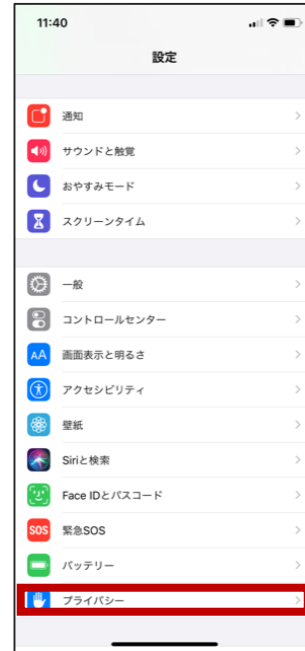 11:40
設定
通知
サウンドと触覚
おやすみモード
スクリーンタイム
一般
コントロールセンター
AA 画面表示と明るさ
アクセシビリティ
壁紙
Siriと検索
Face IDとパスコード
SOS 緊急SOS
バッテリー
プライバシー